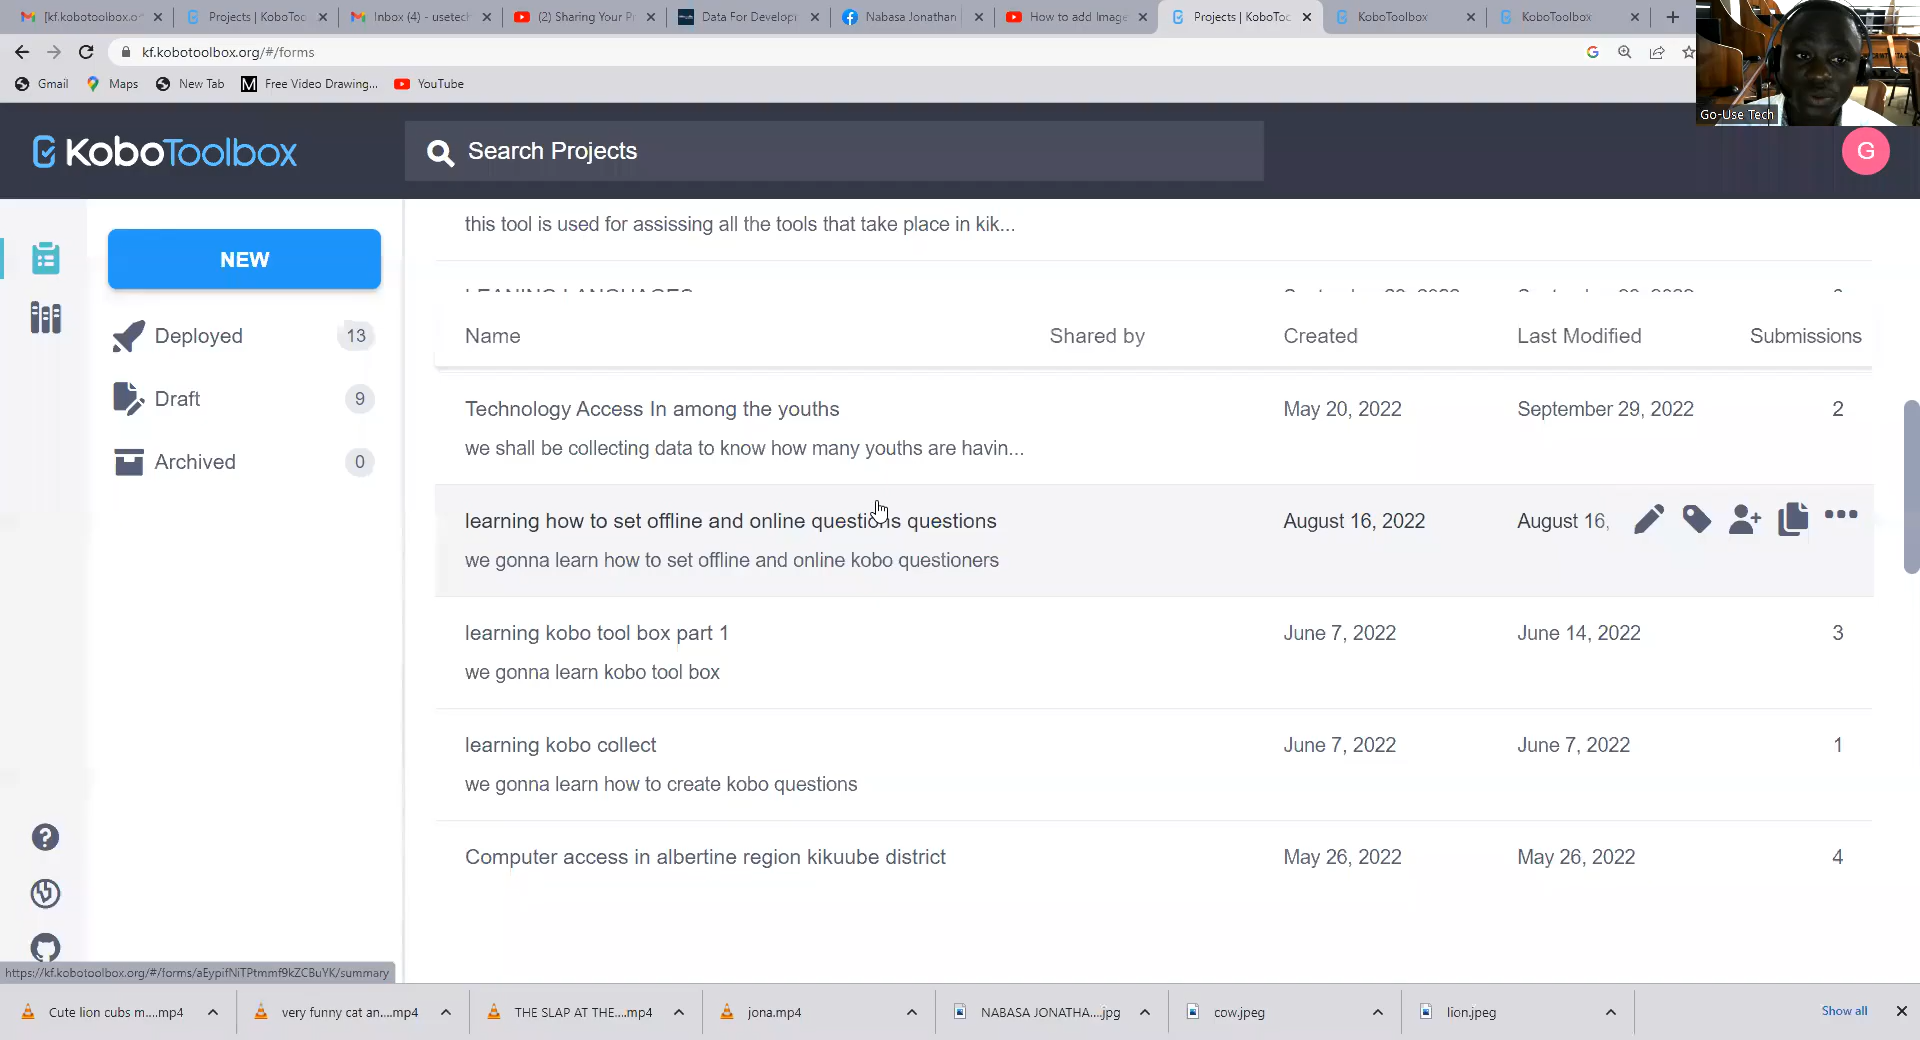 [kf.kobotoolbox.o
Projects | KoboToo
Inbox (4) - usetech
(2) Sharing Your Pr
Data For Developi
Nabasa Jonathan
How to add Image
Projects | KoboToo
KoboToolbox
KoboToolbox
kf.kobotoolbox.org/#/forms
Gmail
Maps
New Tab
Free Video Drawing...
YouTube
Go-Use Tech
KoboToolbox
Search Projects
G
this tool is used for assissing all the tools that take place in kik...
NEW
Deployed 13
Draft 9
Archived 0
Name Shared by Created Last Modified Submissions
Technology Access In among the youths May 20, 2022 September 29, 2022 2
we shall be collecting data to know how many youths are havin...
learning how to set offline and online questions questions August 16, 2022 August 16,
we gonna learn how to set offline and online kobo questioners
learning kobo tool box part 1 June 7, 2022 June 14, 2022 3
we gonna learn kobo tool box
learning kobo collect June 7, 2022 June 7, 2022 1
we gonna learn how to create kobo questions
Computer access in albertine region kikuube district May 26, 2022 May 26, 2022 4
https://kf.kobotoolbox.org/#/forms/aEypifNiTPtmmf9kZCBuYK/summary
Cute lion cubs m....mp4
very funny cat an....mp4
THE SLAP AT THE....mp4
jona.mp4
NABASA JONATHA....jpg
cow.jpeg
lion.jpeg
Show all